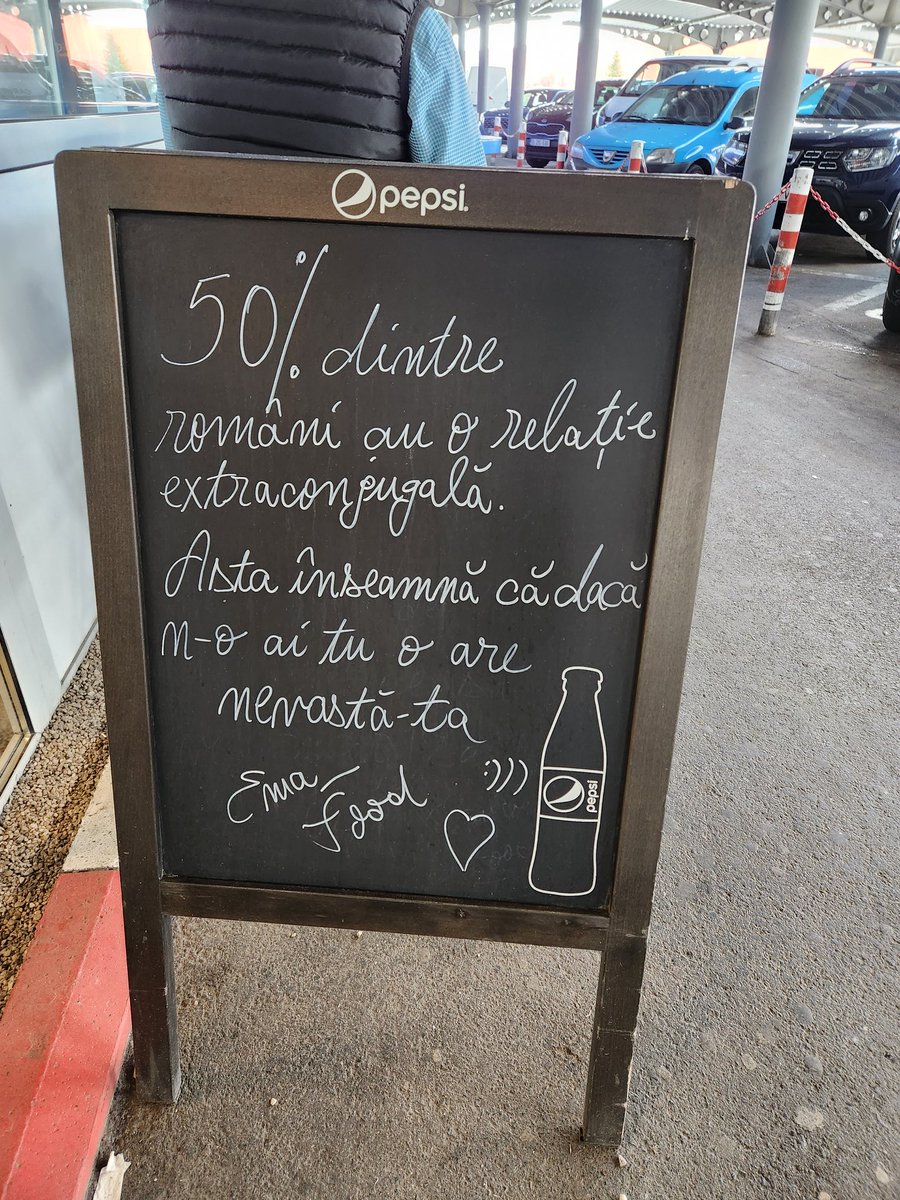 pepsi
50% dintre
români au o relație
extraconjugală.
Asta înseamnă că dacă
n-o ai tu o are
nevastă-ta
:)))
Ema-Food
pepsi